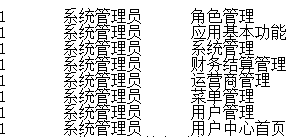 1 系统管理员 角色管理
1 系统管理员 应用基本功能
1 系统管理员 系统管理
1 系统管理员 财务结算管理
1 系统管理员 运营商管理
1 系统管理员 菜单管理
1 系统管理员 用户管理
1 系统管理员 用户中心首页